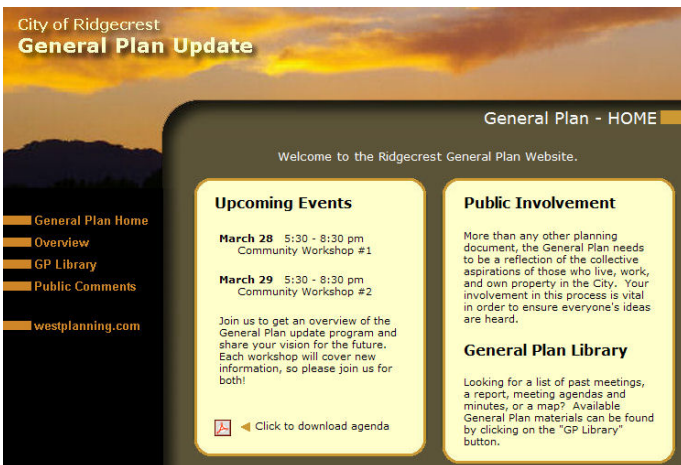 City of Ridgecrest
General Plan Update
General Plan - HOME
Welcome to the Ridgecrest General Plan Website.
General Plan Home
Overview
GP Library
Public Comments
westplanning.com
Upcoming Events
March 28 5:30 - 8:30 pm
Community Workshop #1
March 29 5:30 - 8:30 pm
Community Workshop #2
Join us to get an overview of the
General Plan update program and
share your vision for the future.
Each workshop will cover new
information, so please join us for
both!
Click to download agenda
Public Involvement
More than any other planning
document, the General Plan needs
to be a reflection of the collective
aspirations of those who live, work,
and own property in the City. Your
involvement in this process is vital
in order to ensure everyone's ideas
are heard.
General Plan Library
Looking for a list of past meetings,
a report, meeting agendas and
minutes, or a map? Available
General Plan materials can be found
by clicking on the "GP Library"
button.